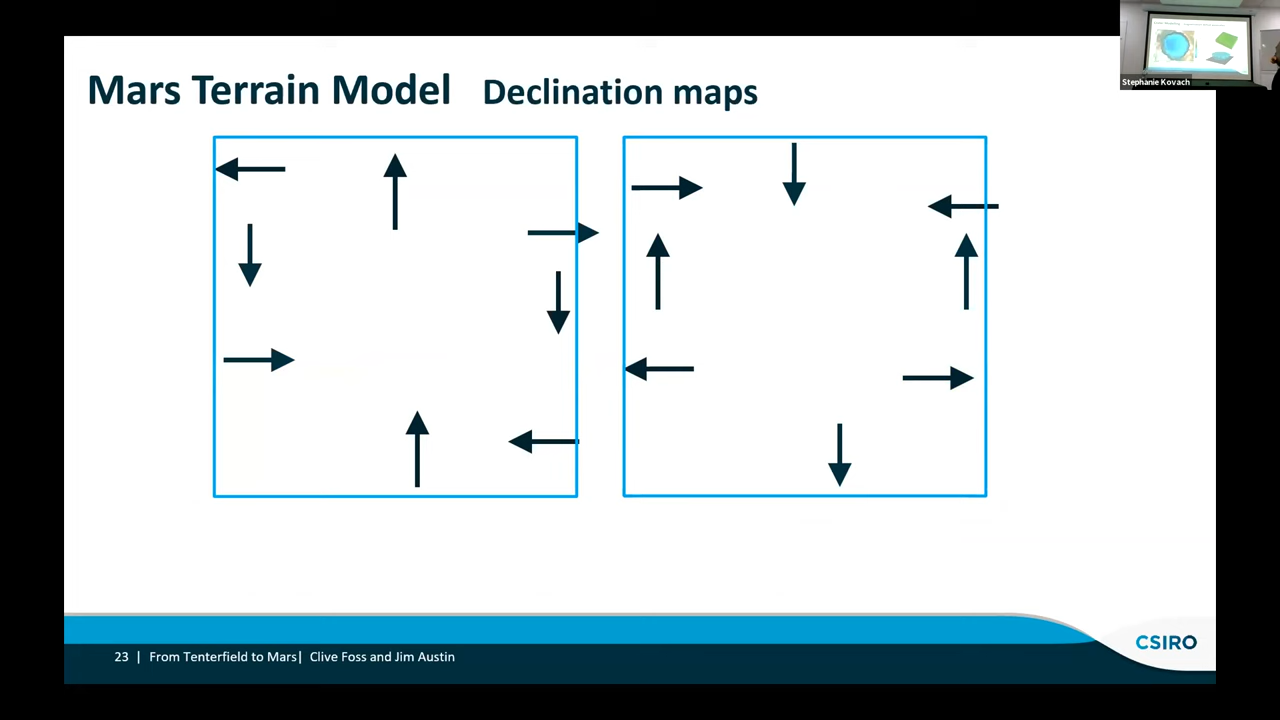 Mars Terrain Model Declination maps
Stephanie Kovach
23 | From Tenterfield to Mars| Clive Foss and Jim Austin
CSIRO